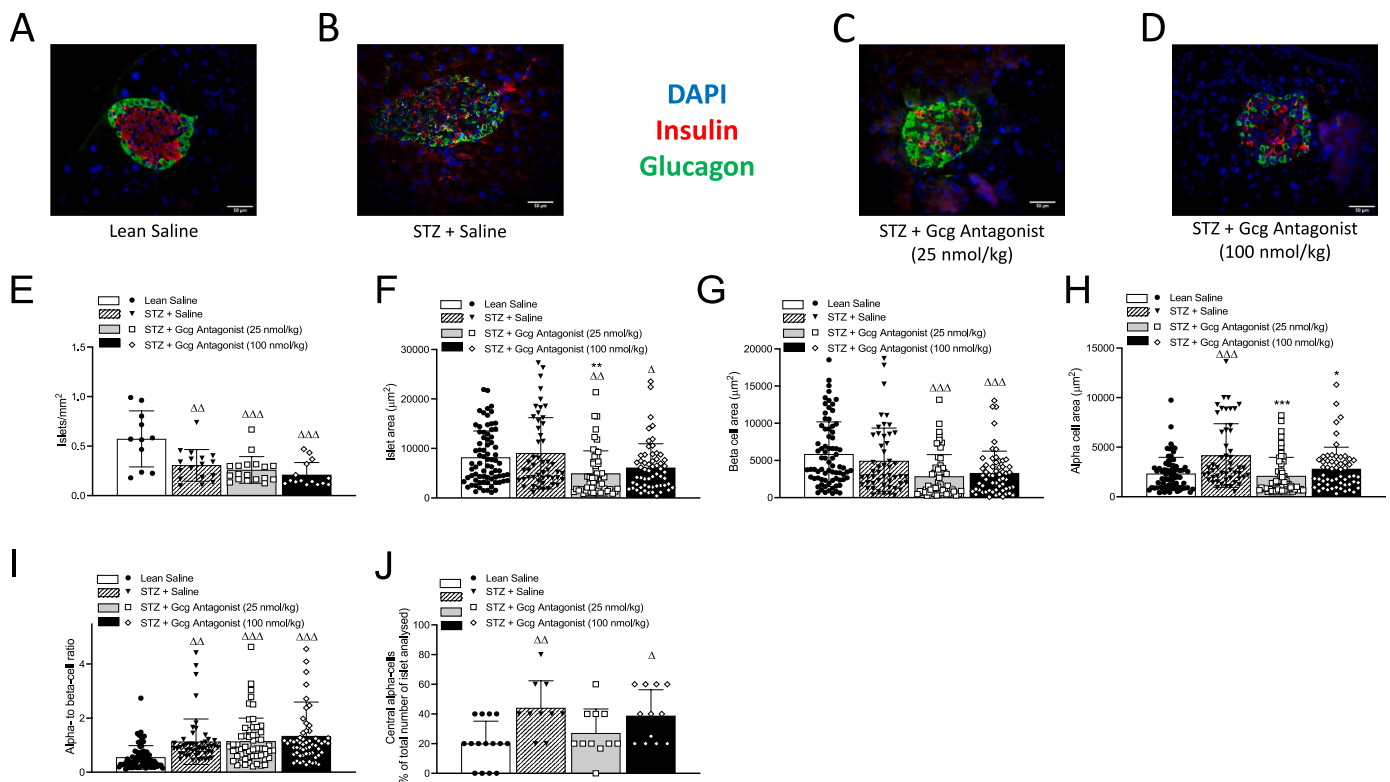 A
B
C
D
DAPI
Insulin
Glucagon
50 µm
50 µm
50 µm
50 µm
Lean Saline
STZ + Saline
STZ + Gcg Antagonist
(25 nmol/kg)
STZ + Gcg Antagonist
(100 nmol/kg)
E
Lean Saline
STZ + Saline
STZ + Gcg Antagonist (25 nmol/kg)
STZ + Gcg Antagonist (100 nmol/kg)
Islets/mm²
1.5
1.0
0.5
0.0
ΔΔ
ΔΔΔ
ΔΔΔ
F
Lean Saline
STZ + Saline
STZ + Gcg Antagonist (25 nmol/kg)
STZ + Gcg Antagonist (100 nmol/kg)
Islet area (μm²)
30000
20000
10000
0
**
ΔΔ
Δ
G
Lean Saline
STZ + Saline
STZ + Gcg Antagonist (25 nmol/kg)
STZ + Gcg Antagonist (100 nmol/kg)
Beta cell area (μm²)
20000
15000
10000
5000
0
ΔΔΔ
ΔΔΔ
H
Lean Saline
STZ + Saline
STZ + Gcg Antagonist (25 nmol/kg)
STZ + Gcg Antagonist (100 nmol/kg)
Alpha cell area (μm²)
15000
10000
5000
0
ΔΔΔ
***
*
I
Lean Saline
STZ + Saline
STZ + Gcg Antagonist (25 nmol/kg)
STZ + Gcg Antagonist (100 nmol/kg)
Alpha- to beta-cell ratio
4
2
0
ΔΔ
ΔΔΔ
ΔΔΔ
J
Lean Saline
STZ + Saline
STZ + Gcg Antagonist (25 nmol/kg)
STZ + Gcg Antagonist (100 nmol/kg)
Central alpha-cells
% of total number of islet analysed)
100
80
60
40
20
0
ΔΔ
Δ